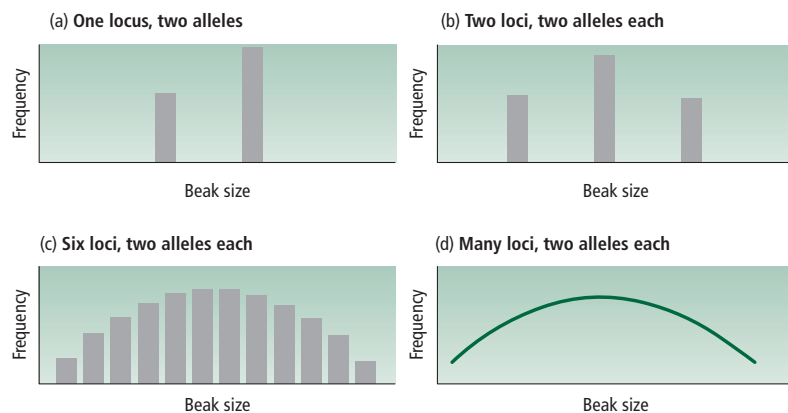 (a) One locus, two alleles
Frequency
Beak size
(b) Two loci, two alleles each
Frequency
Beak size
(c) Six loci, two alleles each
Frequency
Beak size
(d) Many loci, two alleles each
Frequency
Beak size